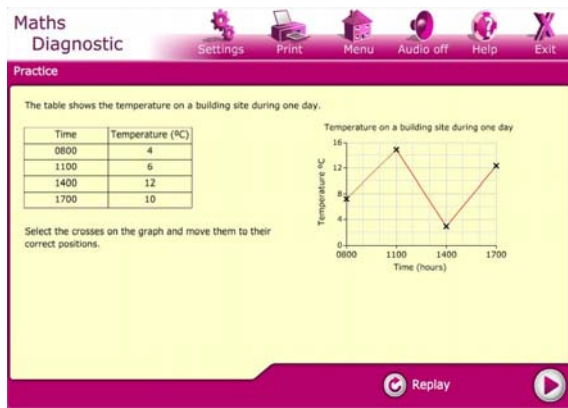 Maths
Diagnostic
Settings
Print
Menu
Audio off
Help
Exit
Practice
The table shows the temperature on a building site during one day.
Time Temperature (ºC)
0800 4
1100 6
1400 12
1700 10
Select the crosses on the graph and move them to their
correct positions.
Temperature on a building site during one day
Temperature ºC
16
12
8
4
0
0800 1100 1400 1700
Time (hours)
Replay